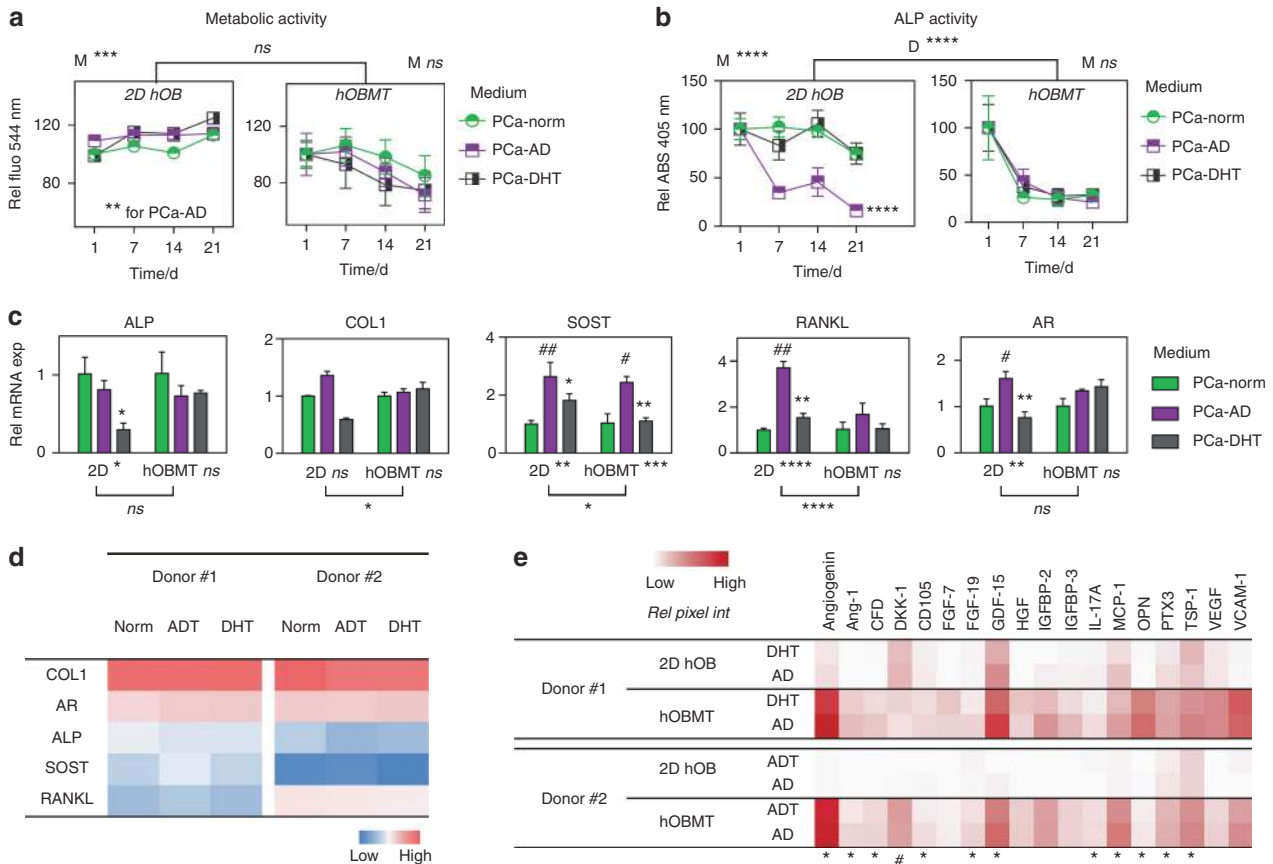 a
Metabolic activity
ns
M ***
M ns
2D hOB
hOBMT
Rel fluo 544 nm
120
80
** for PCa-AD
1 7 14 21
Time/d
120
80
1 7 14 21
Time/d
Medium
PCa-norm
PCa-AD
PCa-DHT
b
ALP activity
D ****
M ****
M ns
2D hOB
hOBMT
Rel ABS 405 nm
150
100
50
0
****
1 7 14 21
Time/d
150
100
50
0
1 7 14 21
Time/d
Medium
PCa-norm
PCa-AD
PCa-DHT
c
Rel mRNA exp
ALP
1
0
*
2D * hOBMT ns
ns
COL1
2
1
0
2D ns hOBMT ns
*
SOST
4
2
0
## * # **
2D ** hOBMT ***
*
RANKL
4
2
0
## **
2D **** hOBMT ns
****
AR
2
1
0
# **
2D ** hOBMT ns
ns
Medium
PCa-norm
PCa-AD
PCa-DHT
d
Donor #1 Donor #2
Norm ADT DHT Norm ADT DHT
COL1
AR
ALP
SOST
RANKL
Low High
e
Low High
Rel pixel int
Angiogenin
Ang-1
CFD
DKK-1
CD105
FGF-7
FGF-19
GDF-15
HGF
IGFBP-2
IGFBP-3
IL-17A
MCP-1
OPN
PTX3
TSP-1
VEGF
VCAM-1
Donor #1
2D hOB
DHT
AD
hOBMT
DHT
AD
Donor #2
2D hOB
ADT
AD
hOBMT
ADT
AD
* * * # * * * * * * * *